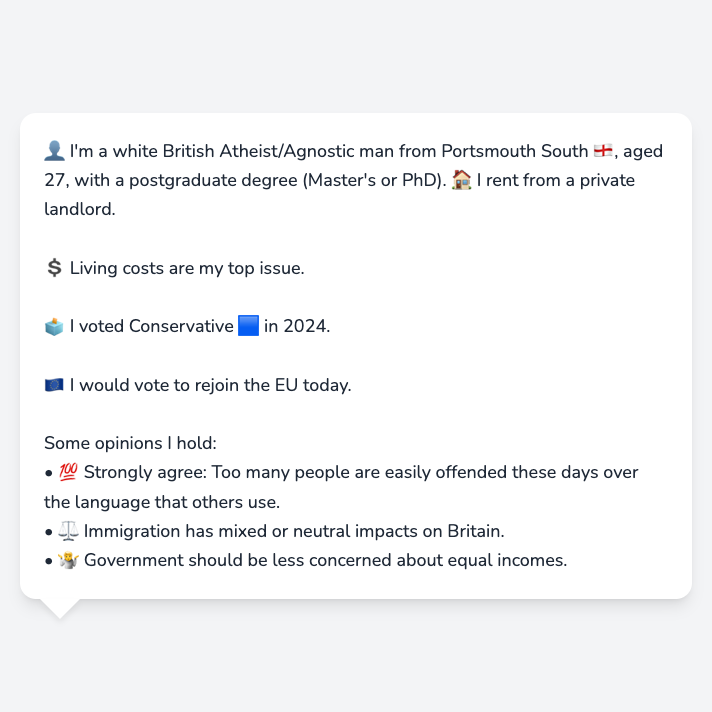 👤 I'm a white British Atheist/Agnostic man from Portsmouth South 🏴󠁧󠁢󠁥󠁮󠁧󠁿, aged
27, with a postgraduate degree (Master's or PhD). 🏠 I rent from a private
landlord.
💲 Living costs are my top issue.
🗳️ I voted Conservative 🟦 in 2024.
🇪🇺 I would vote to rejoin the EU today.
Some opinions I hold:
• 💯 Strongly agree: Too many people are easily offended these days over
the language that others use.
• ⚖️ Immigration has mixed or neutral impacts on Britain.
• 🤷 Government should be less concerned about equal incomes.